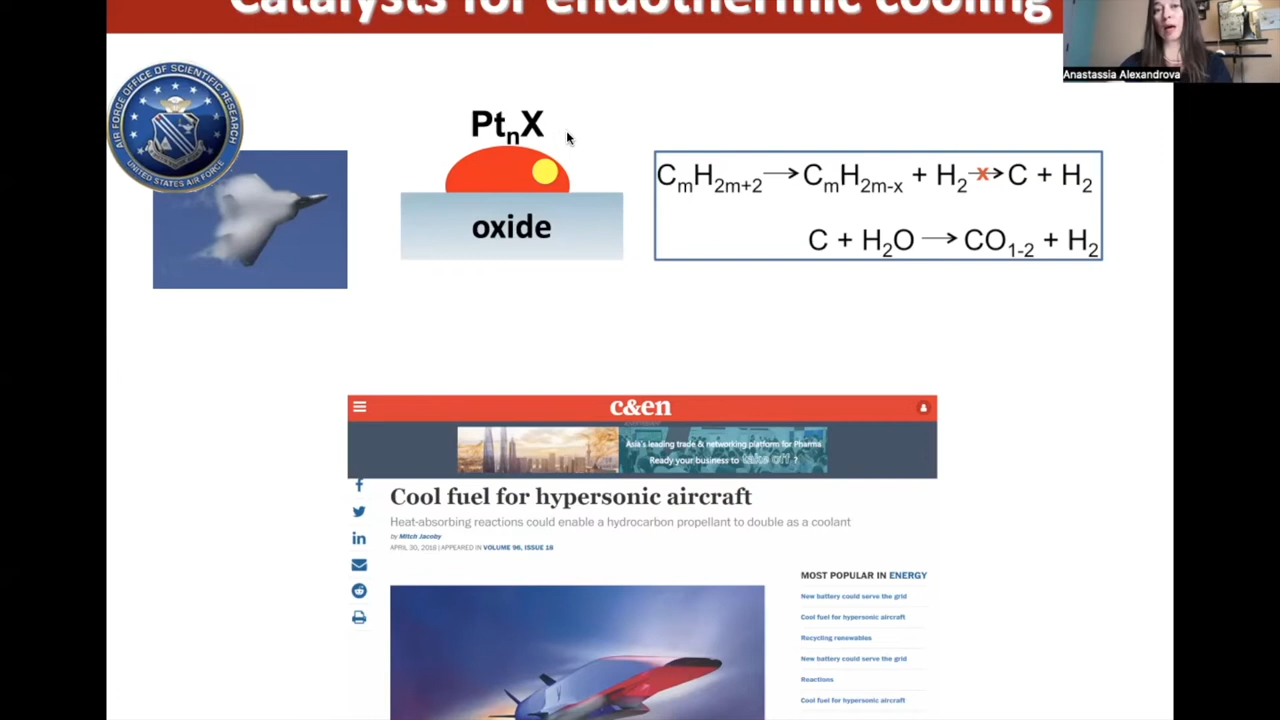 Catalysts for endothermic cooling
Anastassia Alexandrova
AIR FORCE OFFICE OF SCIENTIFIC RESEARCH
UNITED STATES AIR FORCE
PtnX
oxide
CmH2m+2→CmH2m-x + H2-x→C + H2
C + H2O→CO1-2 + H2
c&en
Asia's leading trade & networking platform for Pharma
Ready your business to take off ?
Cool fuel for hypersonic aircraft
Heat-absorbing reactions could enable a hydrocarbon propellant to double as a coolant
by Mitch Jacoby
APRIL 30, 2018 | APPEARED IN VOLUME 96, ISSUE 18
MOST POPULAR IN ENERGY
New battery could serve the grid
Cool fuel for hypersonic aircraft
Recycling renewables
New battery could serve the grid
Reactions
Cool fuel for hypersonic aircraft